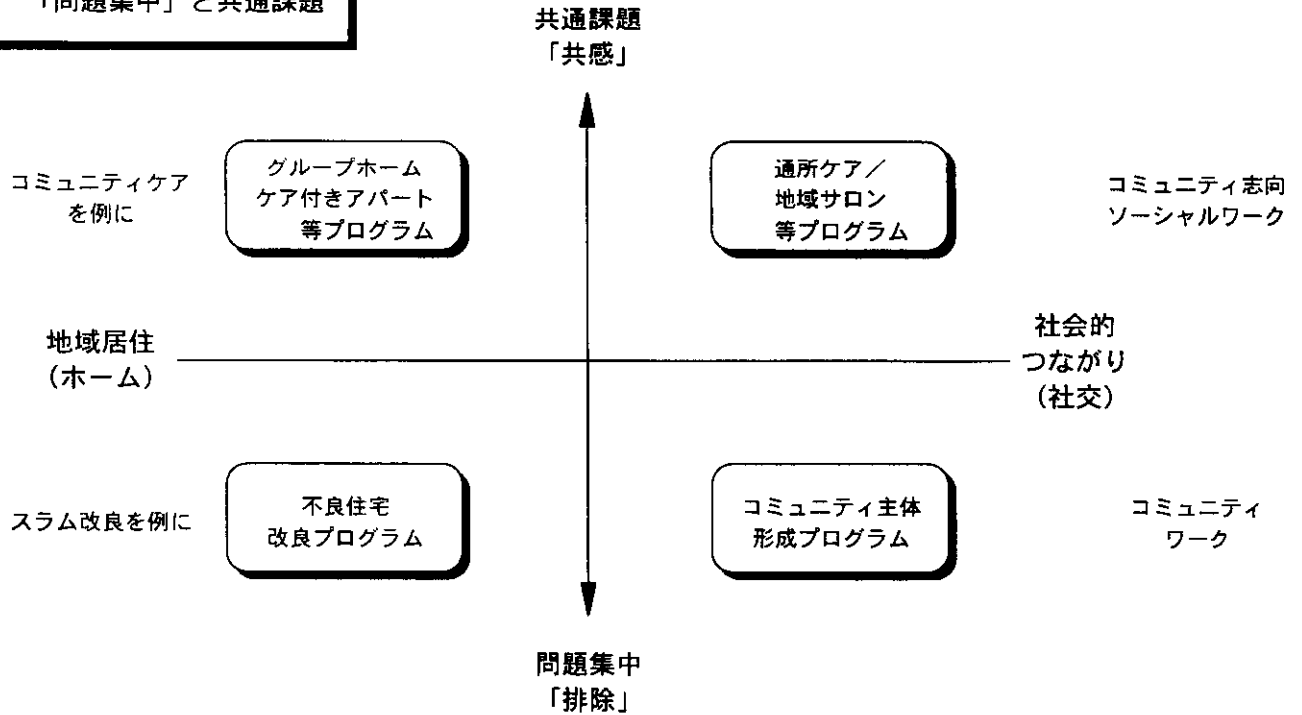 「問題集中」と共通課題
共通課題
「共感」
コミュニティケア
を例に
グループホーム
ケア付きアパート
等プログラム
通所ケア／
地域サロン
等プログラム
コミュニティ志向
ソーシャルワーク
地域居住
（ホーム）
社会的
つながり
（社交）
スラム改良を例に
不良住宅
改良プログラム
コミュニティ主体
形成プログラム
コミュニティ
ワーク
問題集中
「排除」